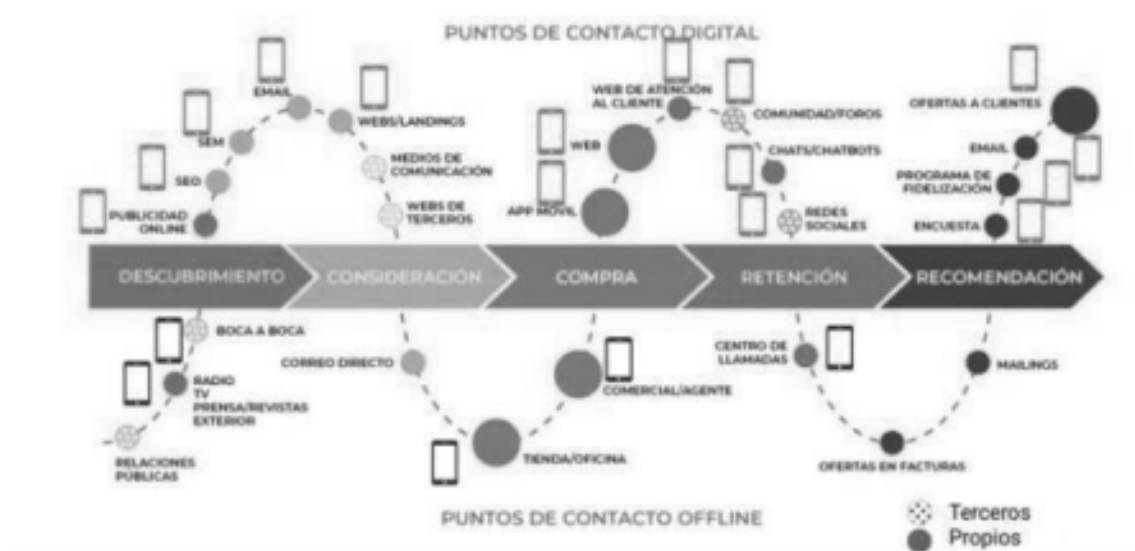 PUNTOS DE CONTACTO DIGITAL
EMAIL
WEBS/LANDINGS
SEM
MEDIOS DE
COMUNICACIÓN
SEO
WEBS DE
TERCEROS
PUBLICIDAD
ONLINE
WEB DE ATENCIÓN
AL CLIENTE
COMUNIDAD/FOROS
WEB
CHATS/CHATBOTS
APP MÓVIL
REDES
SOCIALES
OFERTAS A CLIENTES
EMAIL
PROGRAMA DE
FIDELIZACIÓN
ENCUESTA
DESCUBRIMIENTO
CONSIDERACIÓN
COMPRA
RETENCIÓN
RECOMENDACIÓN
BOCA A BOCA
RADIO
TV
PRENSA/REVISTAS
EXTERIOR
RELACIONES
PÚBLICAS
CORREO DIRECTO
COMERCIAL/AGENTE
TIENDA/OFICINA
CENTRO DE
LLAMADAS
MAILINGS
OFERTAS EN FACTURAS
PUNTOS DE CONTACTO OFFLINE
Terceros
Propios